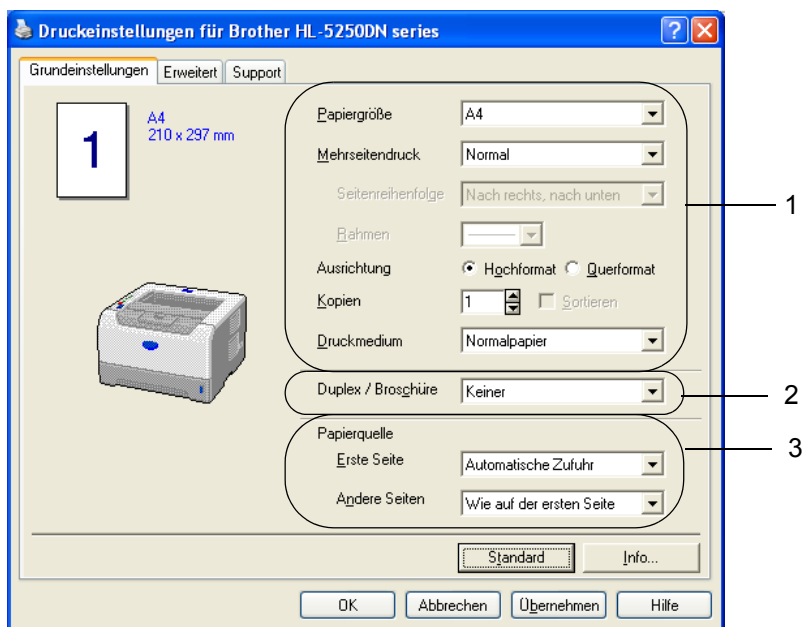 Druckeinstellungen für Brother HL-5250DN series
Grundeinstellungen Erweitert Support
1
A4
210 x 297 mm
Papiergröße A4
Mehrseitendruck Normal
Seitenreihenfolge Nach rechts, nach unten
Rahmen
Ausrichtung Hochformat Querformat
Kopien 1 Sortieren
Druckmedium Normalpapier
1
Duplex / Broschüre Keiner
2
Papierquelle
3
Erste Seite Automatische Zufuhr
Andere Seiten Wie auf der ersten Seite
Standard Info...
OK Abbrechen Übernehmen Hilfe